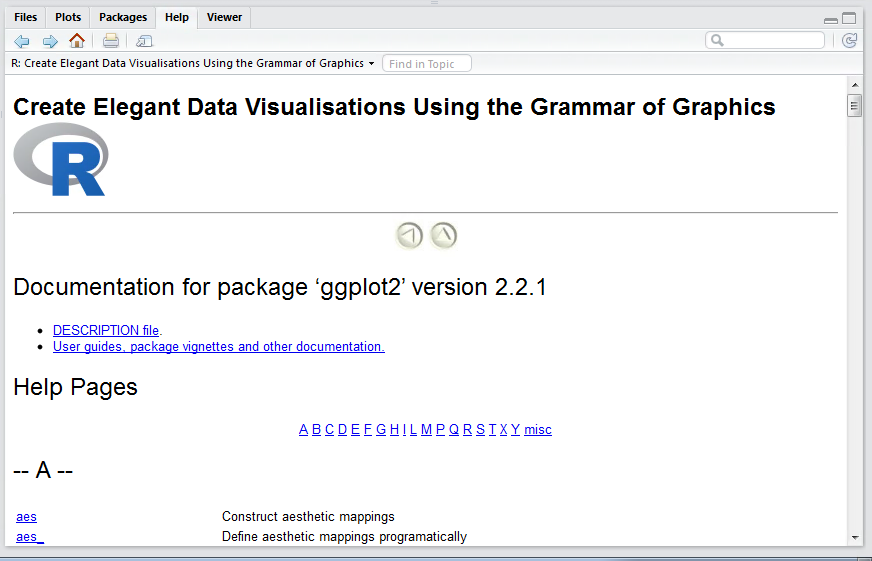 Files Plots Packages Help Viewer
R: Create Elegant Data Visualisations Using the Grammar of Graphics Find in Topic
Create Elegant Data Visualisations Using the Grammar of Graphics
R
Documentation for package ‘ggplot2’ version 2.2.1
DESCRIPTION file.
User guides, package vignettes and other documentation.
Help Pages
A B C D E F G H I L M P Q R S T X Y misc
-- A --
aes Construct aesthetic mappings
aes_ Define aesthetic mappings programatically